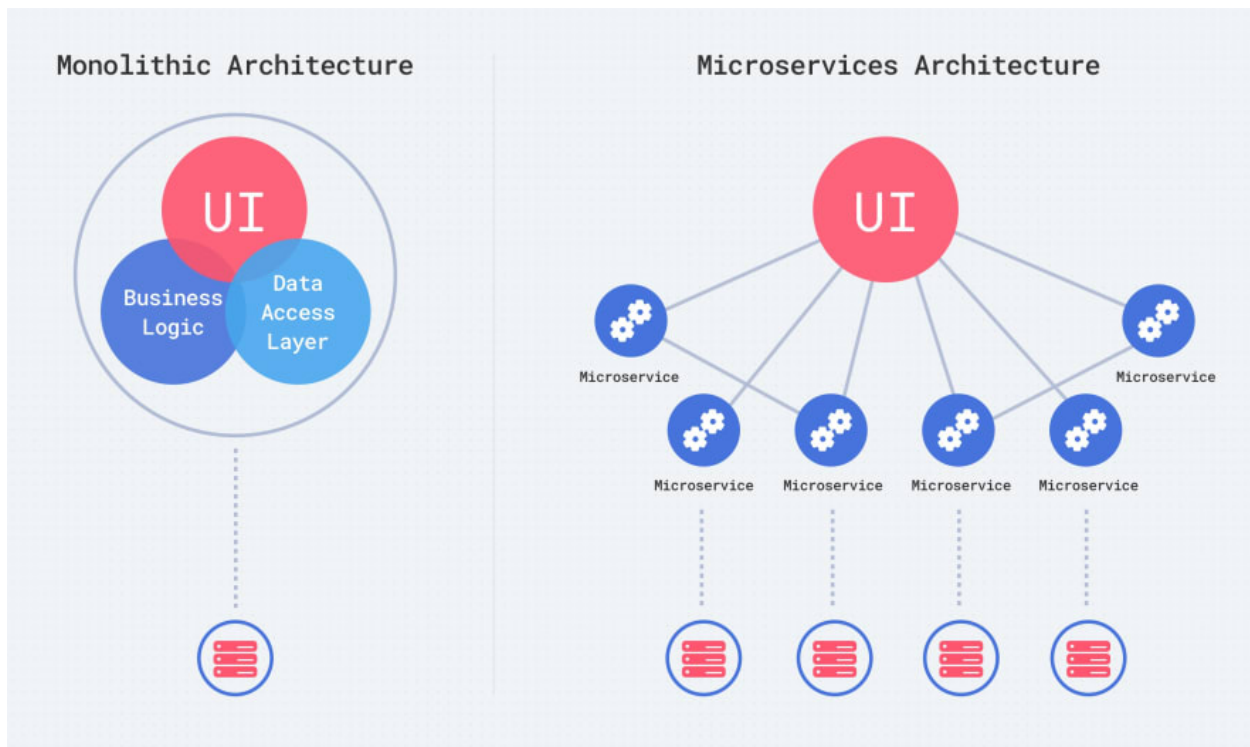 Monolithic Architecture
UI
Business
Logic
Data
Access
Layer
Microservices Architecture
UI
Microservice
Microservice
Microservice
Microservice
Microservice
Microservice